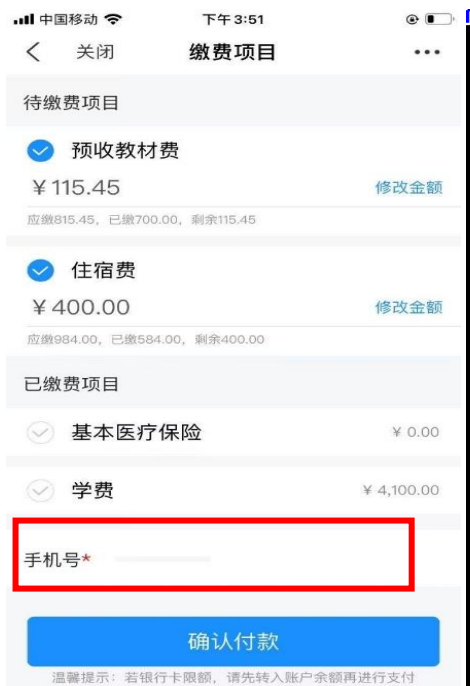 中国移动 下午3:51
关闭 缴费项目
待缴费项目
预收教材费
¥115.45 修改金额
应缴815.45, 已缴700.00, 剩余115.45
住宿费
¥400.00 修改金额
应缴984.00, 已缴584.00, 剩余400.00
已缴费项目
基本医疗保险 ¥ 0.00
学费 ¥ 4,100.00
手机号*
确认付款
温馨提示：若银行卡限额，请先转入账户余额再进行支付